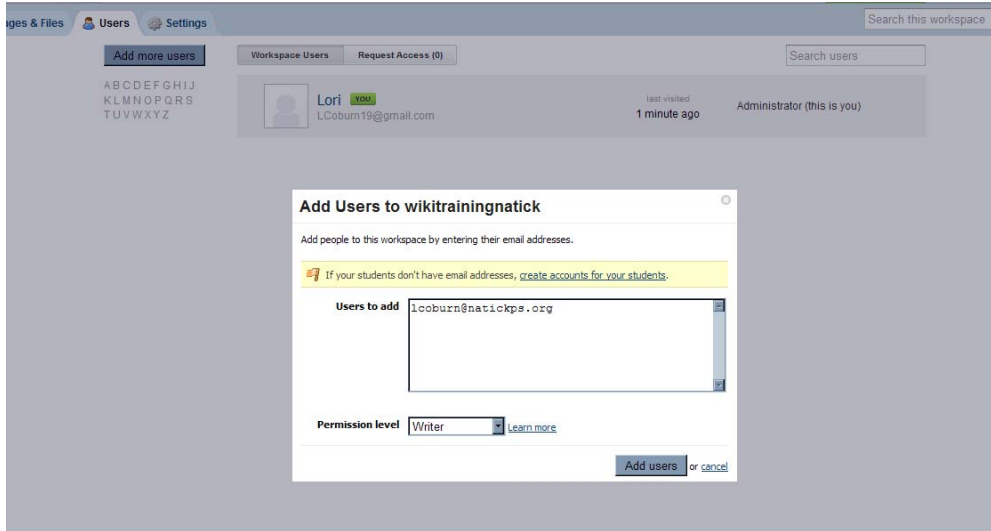 ages & Files Users Settings Search this workspace
Add more users Workspace Users Request Access (0) Search users
A B C D E F G H I J
K L M N O P Q R S
T U V W X Y Z
Lori YOU
LCoburn19@gmail.com
last visited
1 minute ago
Administrator (this is you)
Add Users to wikitrainingnatick
Add people to this workspace by entering their email addresses.
If your students don't have email addresses, create accounts for your students.
Users to add lcoburn@natickps.org
Permission level Writer Learn more
Add users or cancel